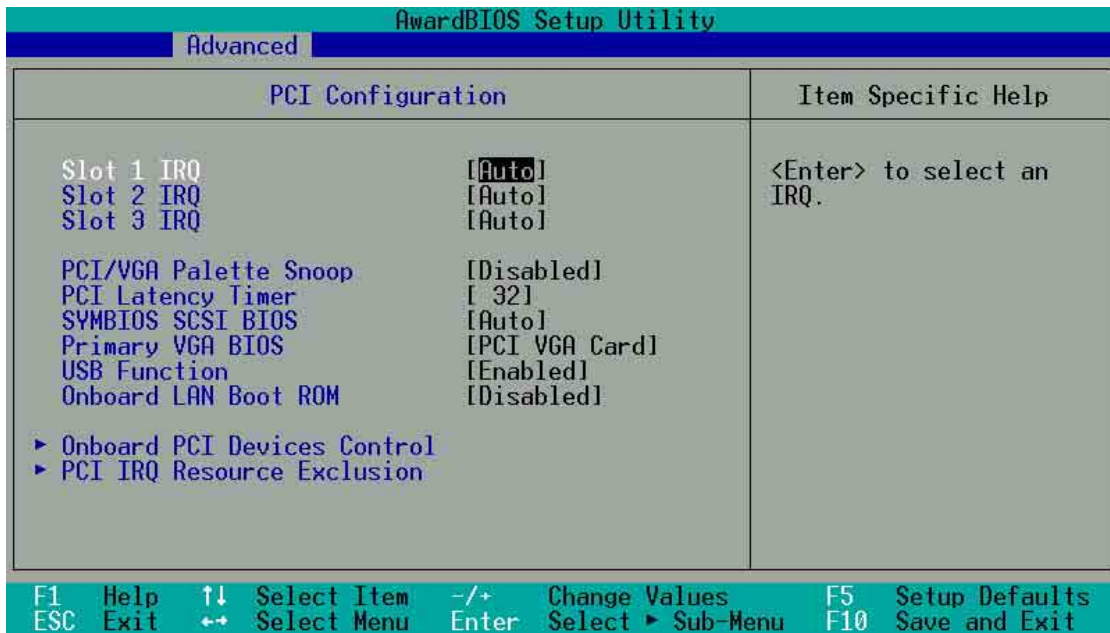 AwardBIOS Setup Utility
Advanced
PCI Configuration
Item Specific Help
Slot 1 IRQ [Auto]
Slot 2 IRQ [Auto]
Slot 3 IRQ [Auto]
PCI/VGA Palette Snoop [Disabled]
PCI Latency Timer [ 32]
SYMBIOS SCSI BIOS [Auto]
Primary VGA BIOS [PCI VGA Card]
USB Function [Enabled]
Onboard LAN Boot ROM [Disabled]
► Onboard PCI Devices Control
► PCI IRQ Resource Exclusion
<Enter> to select an
IRQ.
F1 Help ↑↓ Select Item -/+ Change Values F5 Setup Defaults
ESC Exit ←→ Select Menu Enter Select ► Sub-Menu F10 Save and Exit